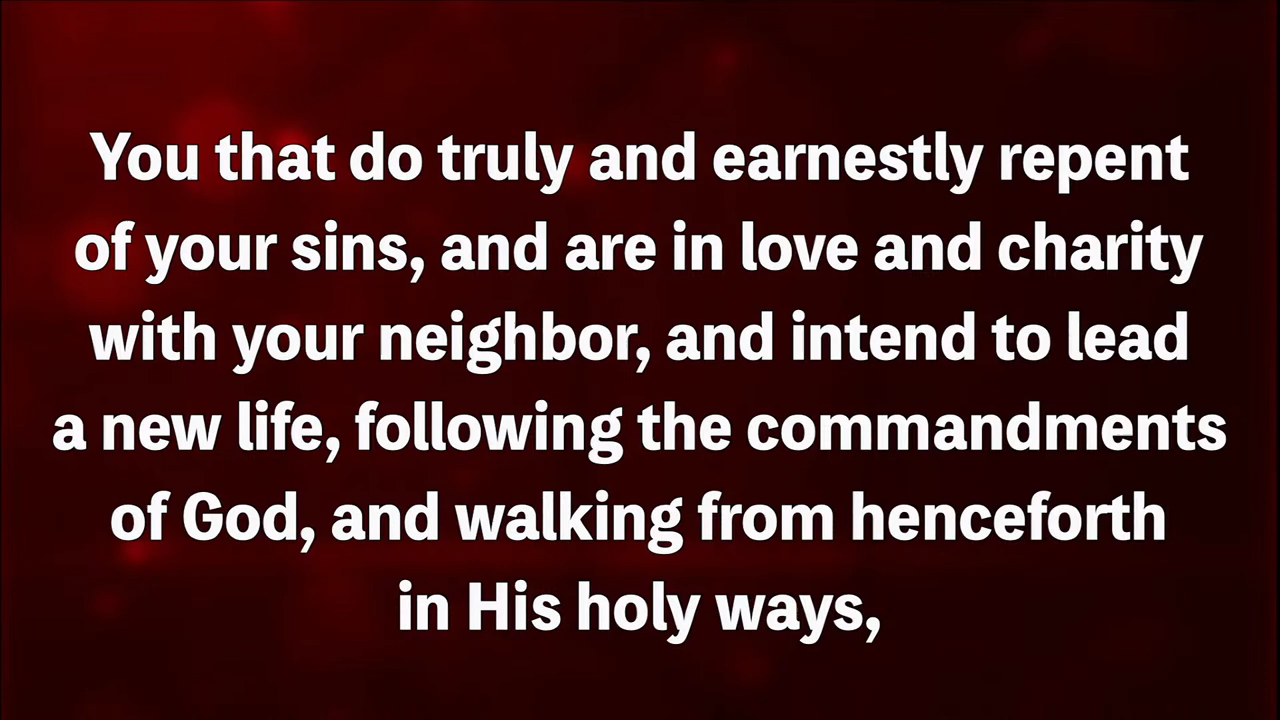 You that do truly and earnestly repent
of your sins, and are in love and charity
with your neighbor, and intend to lead
a new life, following the commandments
of God, and walking from henceforth
in His holy ways,